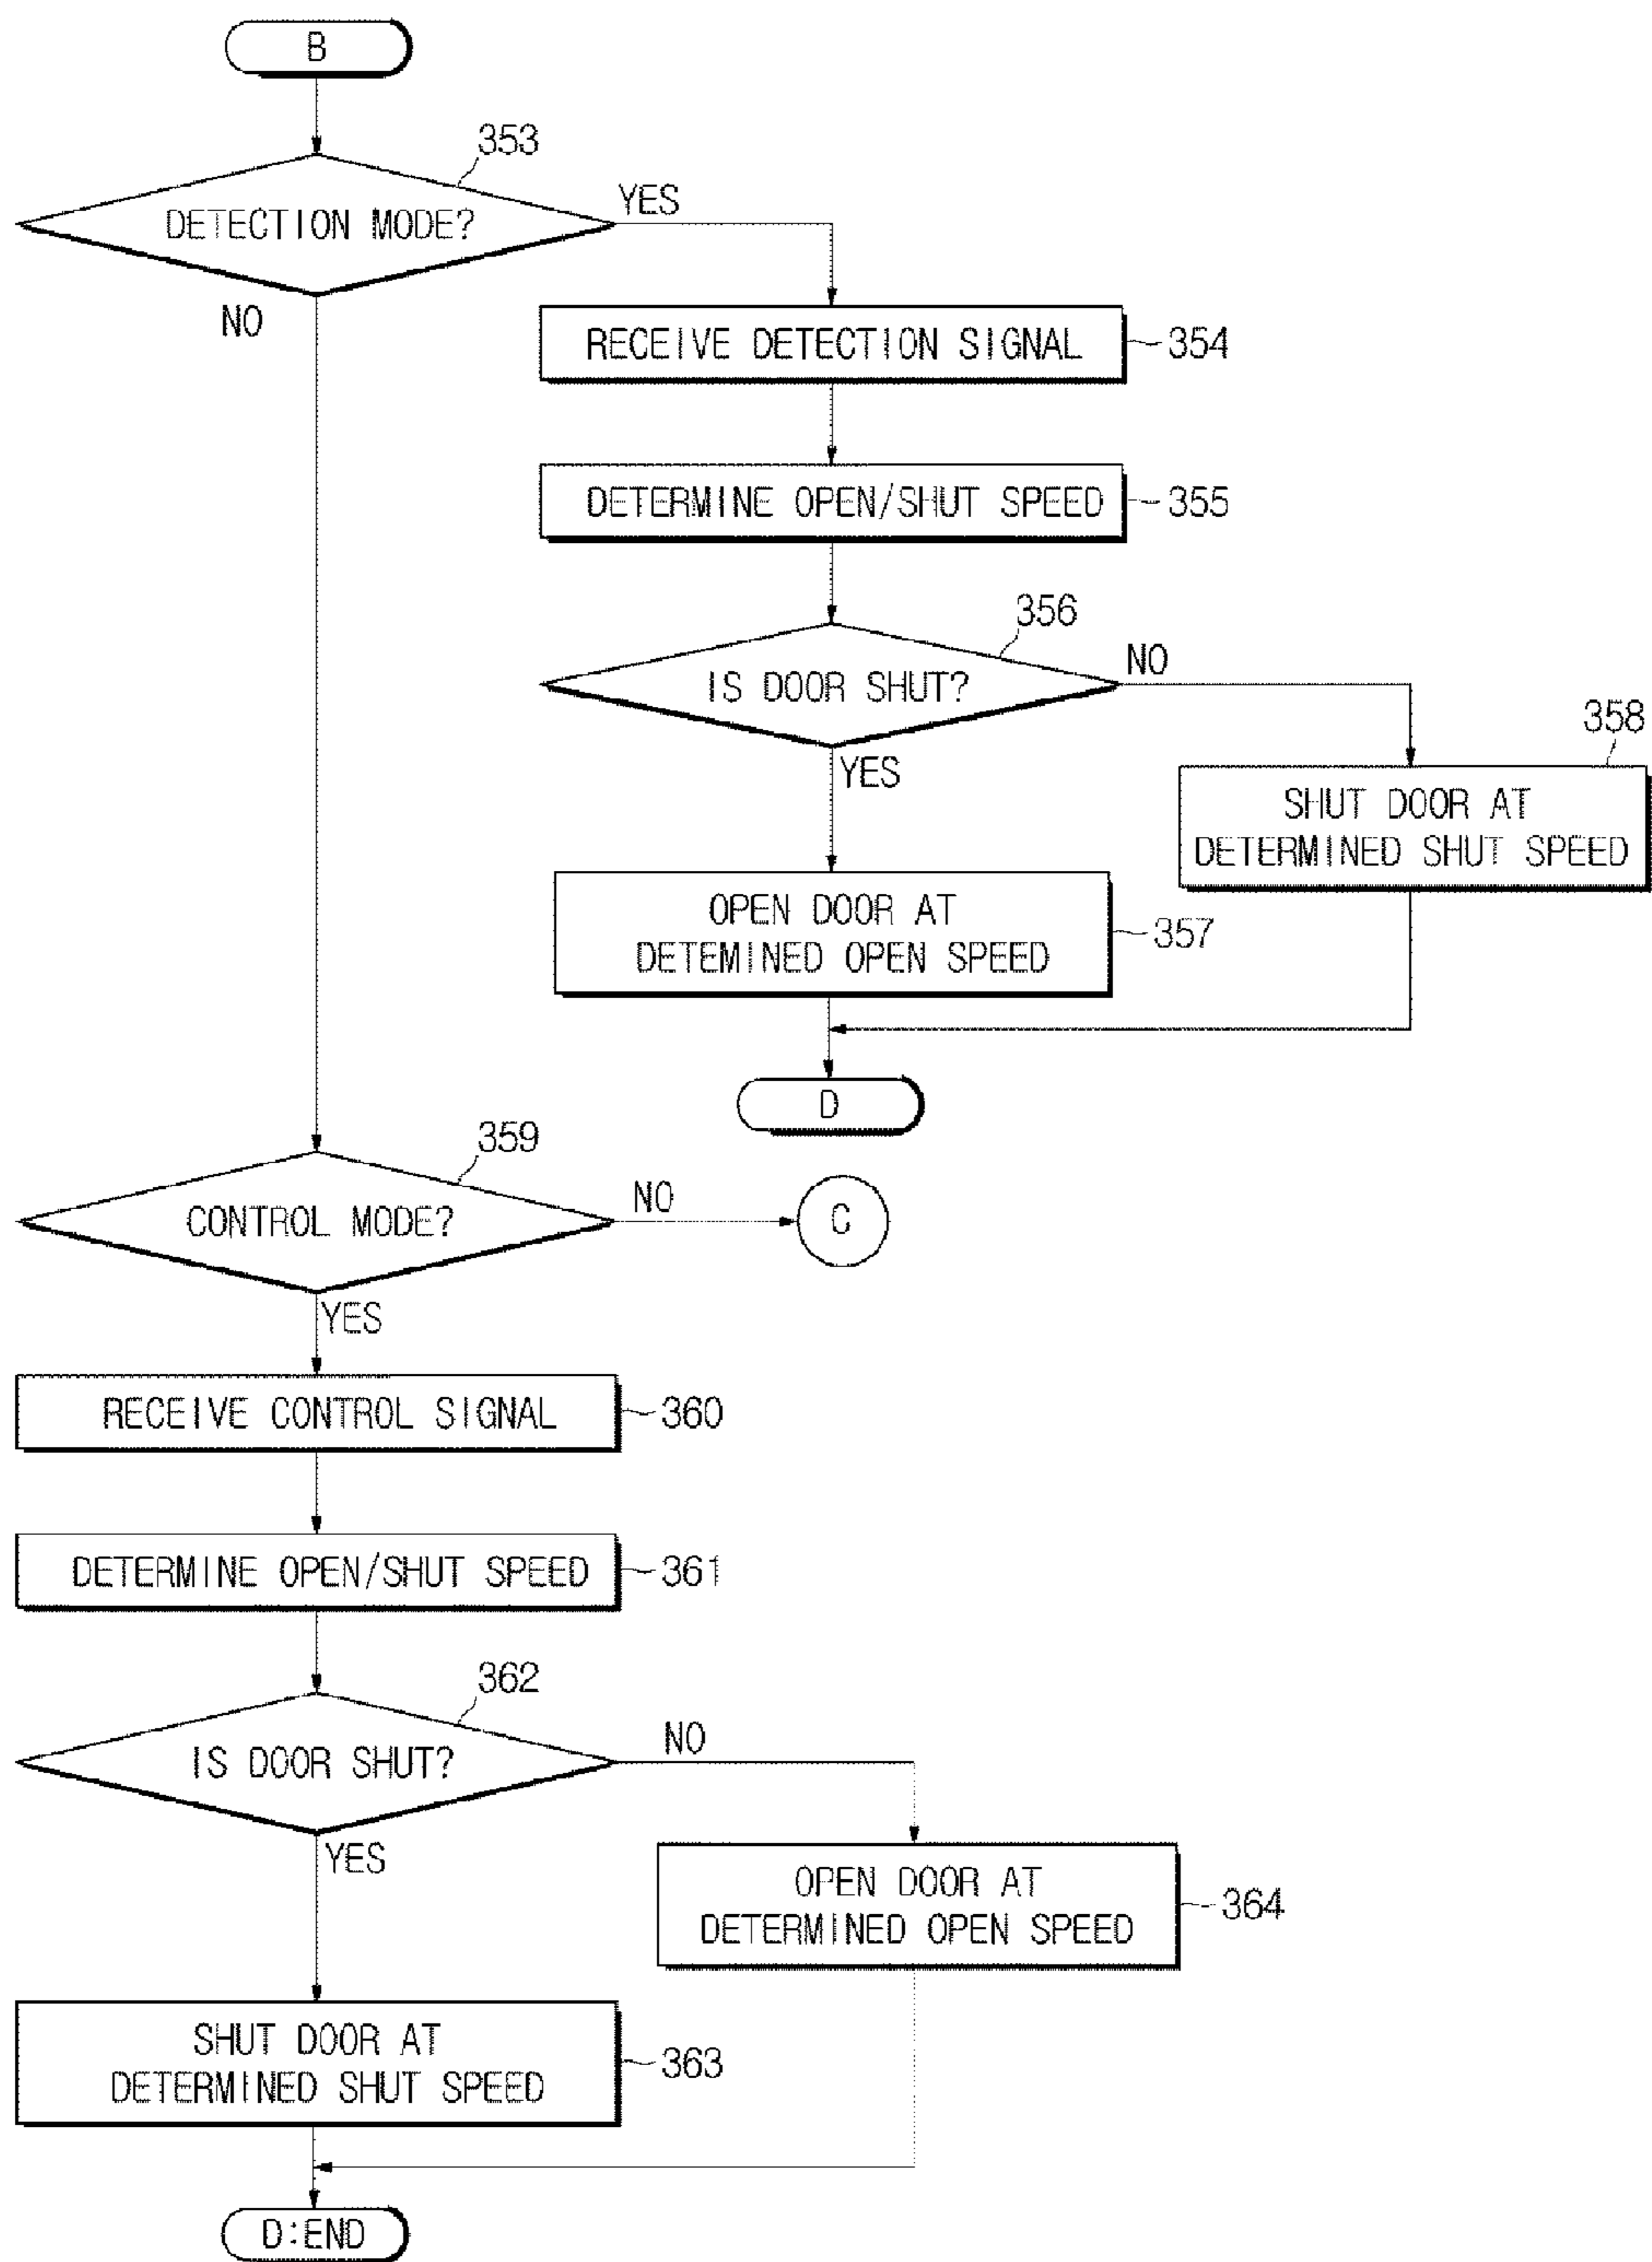 B
353
DETECTION MODE?
YES
NO
RECEIVE DETECTION SIGNAL
354
DETERMINE OPEN/SHUT SPEED
355
356
IS DOOR SHUT?
NO
YES
358
SHUT DOOR AT
DETERMINED SHUT SPEED
OPEN DOOR AT
DETEMINED OPEN SPEED
357
D
359
CONTROL MODE?
NO
C
YES
RECEIVE CONTROL SIGNAL
360
DETERMINE OPEN/SHUT SPEED
361
362
IS DOOR SHUT?
NO
YES
OPEN DOOR AT
DETERMINED OPEN SPEED
364
SHUT DOOR AT
DETERMINED SHUT SPEED
363
D:END